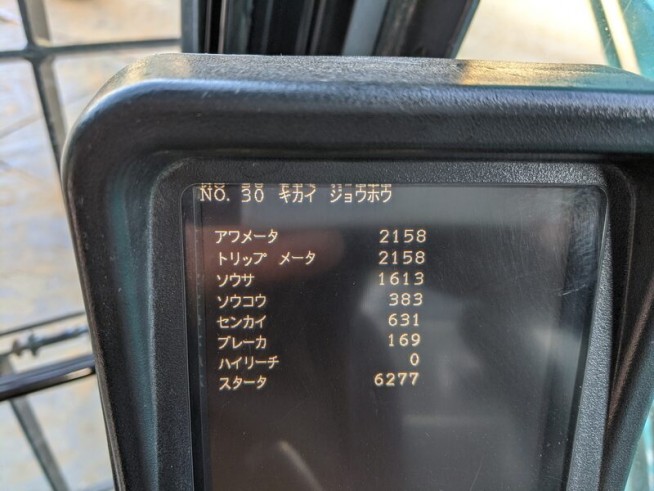 NO. 30 キカイ ジョウホウ
アワメータ 2158
トリップ メータ 2158
ソウサ 1613
ソウコウ 383
センカイ 631
ブレーカ 169
ハイリーチ 0
スタータ 6277